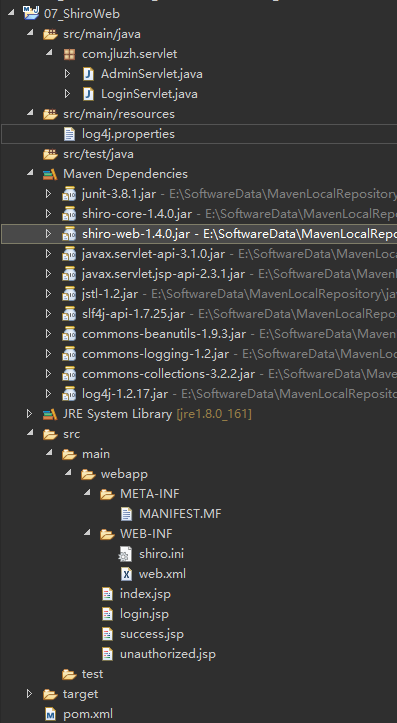 07_ShiroWeb
src/main/java
com.jluzh.servlet
AdminServlet.java
LoginServlet.java
src/main/resources
log4j.properties
src/test/java
Maven Dependencies
junit-3.8.1.jar - E:\SoftwareData\MavenLocalRepository
shiro-core-1.4.0.jar - E:\SoftwareData\MavenLocalReposit
shiro-web-1.4.0.jar - E:\SoftwareData\MavenLocalRepo
javax.servlet-api-3.1.0.jar - E:\SoftwareData\MavenLoca
javax.servlet.jsp-api-2.3.1.jar - E:\SoftwareData\MavenL
jstl-1.2.jar - E:\SoftwareData\MavenLocalRepository\jav
slf4j-api-1.7.25.jar - E:\SoftwareData\MavenLocalReposi
commons-beanutils-1.9.3.jar - E:\SoftwareData\Maven
commons-logging-1.2.jar - E:\SoftwareData\MavenLoca
commons-collections-3.2.2.jar - E:\SoftwareData\Mave
log4j-1.2.17.jar - E:\SoftwareData\MavenLocalRepositor
JRE System Library [jre1.8.0_161]
src
main
webapp
META-INF
MANIFEST.MF
WEB-INF
shiro.ini
web.xml
index.jsp
login.jsp
success.jsp
unauthorized.jsp
test
target
pom.xml